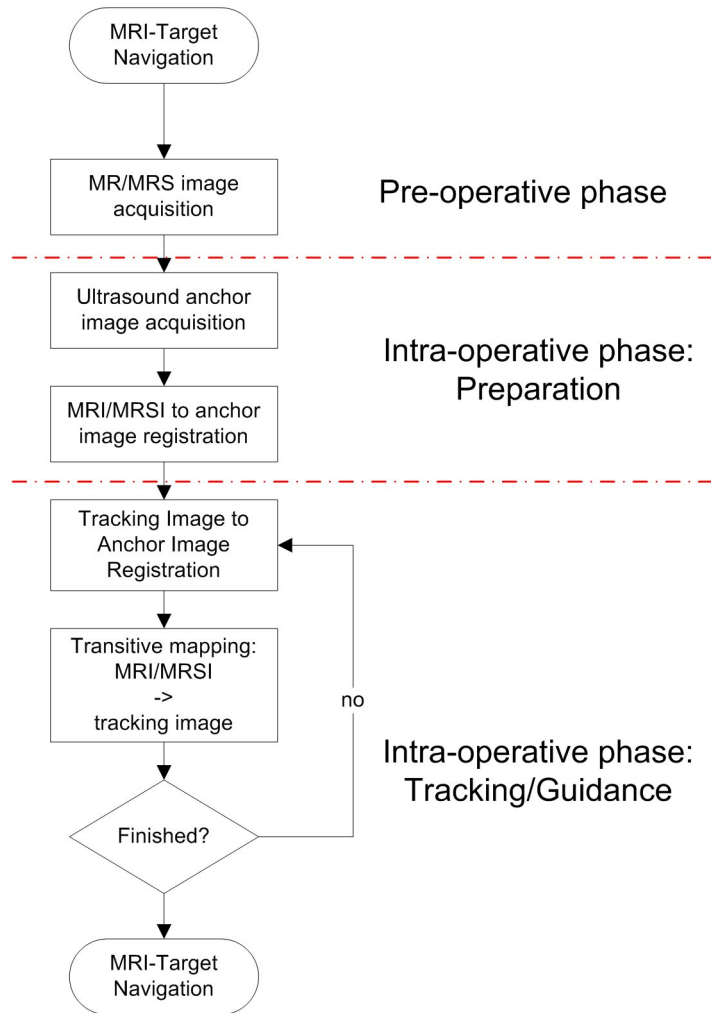 MRI-Target
Navigation
MR/MRS image
acquisition
Pre-operative phase
Ultrasound anchor
image acquisition
Intra-operative phase:
Preparation
MRI/MRSI to anchor
image registration
Tracking Image to
Anchor Image
Registration
Transitive mapping:
MRI/MRSI
->
tracking image
no
Intra-operative phase:
Tracking/Guidance
Finished?
MRI-Target
Navigation